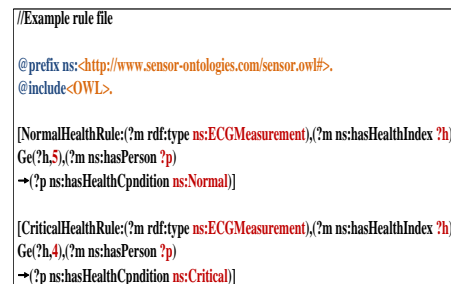 //Example rule file
@prefix ns:<http://www.sensor-ontologies.com/sensor.owl#>.
@include<OWL>.
[NormalHealthRule:(?m rdf:type ns:ECGMeasurement),(?m ns:hasHealthIndex ?h)
Ge(?h,5),(?m ns:hasPerson ?p)
→(?p ns:hasHealthCpndition ns:Normal)]
[CriticalHealthRule:(?m rdf:type ns:ECGMeasurement),(?m ns:hasHealthIndex ?h)
Ge(?h,4),(?m ns:hasPerson ?p)
→(?p ns:hasHealthCpndition ns:Critical)]